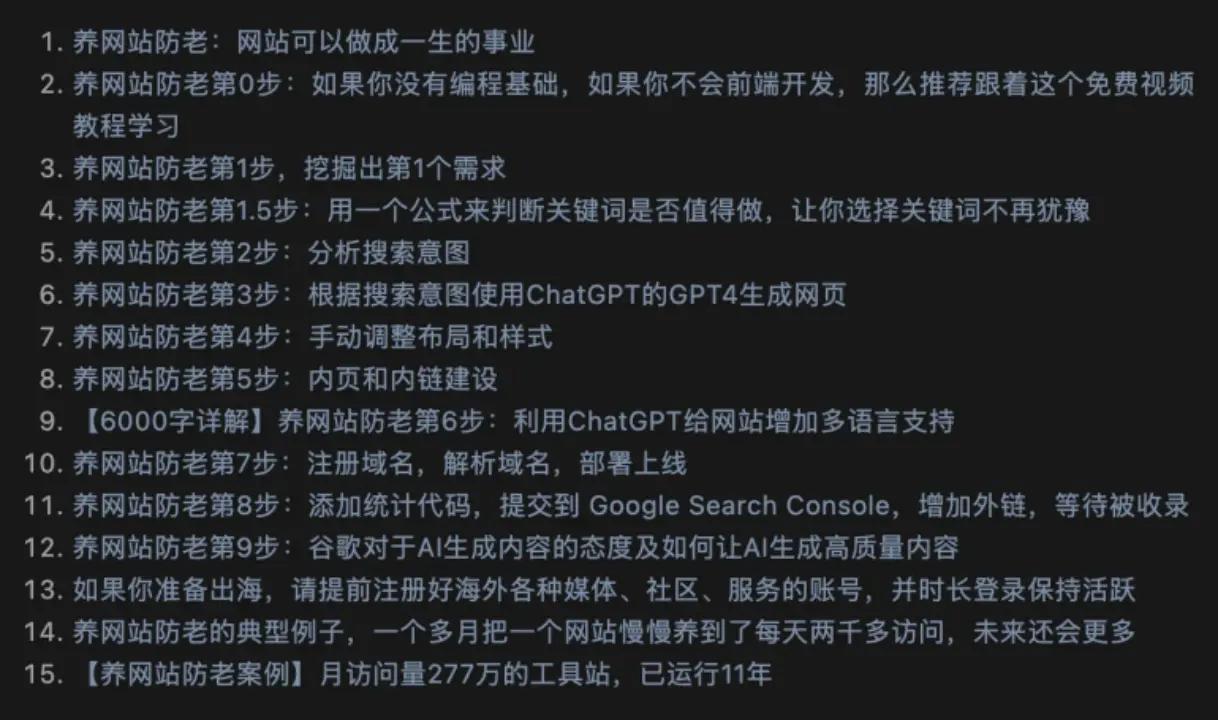 1. 养网站防老：网站可以做成一生的事业
2. 养网站防老第0步：如果你没有编程基础，如果你不会前端开发，那么推荐跟着这个免费视频
教程学习
3. 养网站防老第1步，挖掘出第1个需求
4. 养网站防老第1.5步：用一个公式来判断关键词是否值得做，让你选择关键词不再犹豫
5. 养网站防老第2步：分析搜索意图
6. 养网站防老第3步：根据搜索意图使用ChatGPT的GPT4生成网页
7. 养网站防老第4步：手动调整布局和样式
8. 养网站防老第5步：内页和内链建设
9. 【6000字详解】养网站防老第6步：利用ChatGPT给网站增加多语言支持
10. 养网站防老第7步：注册域名，解析域名，部署上线
11. 养网站防老第8步：添加统计代码，提交到 Google Search Console，增加外链，等待被收录
12. 养网站防老第9步：谷歌对于AI生成内容的态度及如何让AI生成高质量内容
13. 如果你准备出海，请提前注册好海外各种媒体、社区、服务的账号，并时长登录保持活跃
14. 养网站防老的典型例子，一个多月把一个网站慢慢养到了每天两千多访问，未来还会更多
15. 【养网站防老案例】月访问量277万的工具站，已运行11年